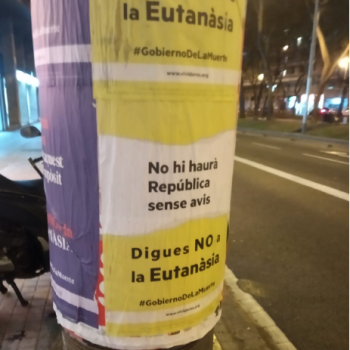 la Eutanàsia
#GobiernoDeLaMuerte
No hi haurà
República
sense avis
Digues NO a
la Eutanàsia
#GobiernoDeLaMuerte